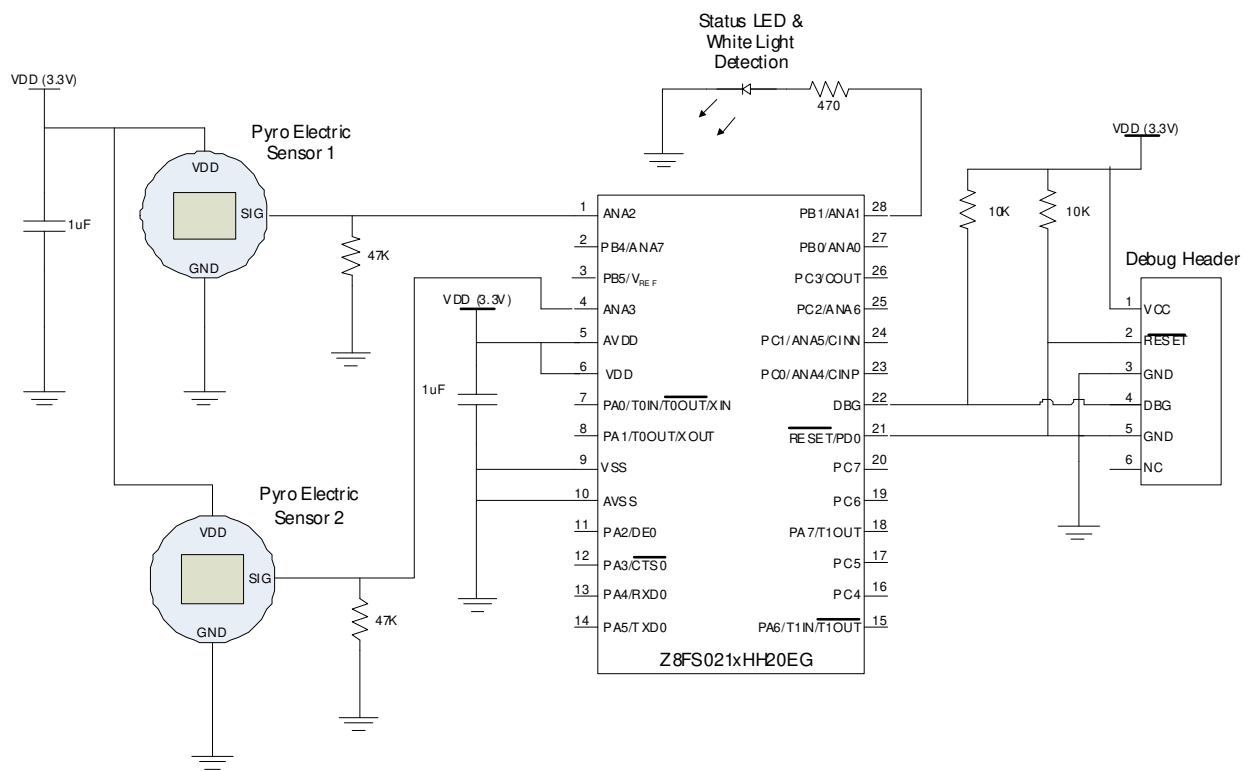 Status LED &
White Light
Detection
470
VDD (3.3V)
Pyro Electric
Sensor 1
VDD
SIG
GND
1uF
47K
VDD (3.3V)
1uF
Pyro Electric
Sensor 2
VDD
SIG
GND
47K
1 ANA2
2 PB4/ANA7
3 PB5/VREF
4 ANA3
5 AVDD
6 VDD
7 PA0/T0IN/T0OUT/XIN
8 PA1/T0OUT/XOUT
9 VSS
10 AVSS
11 PA2/DE0
12 PA3/CTS0
13 PA4/RXD0
14 PA5/TXD0
PB1/ANA1 28
PB0/ANA0 27
PC3/COUT 26
PC2/ANA6 25
PC1/ANA5/CINN 24
PC0/ANA4/CINP 23
DBG 22
RESET/PD0 21
PC7 20
PC6 19
PA7/T1OUT 18
PC5 17
PC4 16
PA6/T1IN/T1OUT 15
Z8FS021xHH20EG
VDD (3.3V)
10K
10K
Debug Header
1 VCC
2 RESET
3 GND
4 DBG
5 GND
6 NC